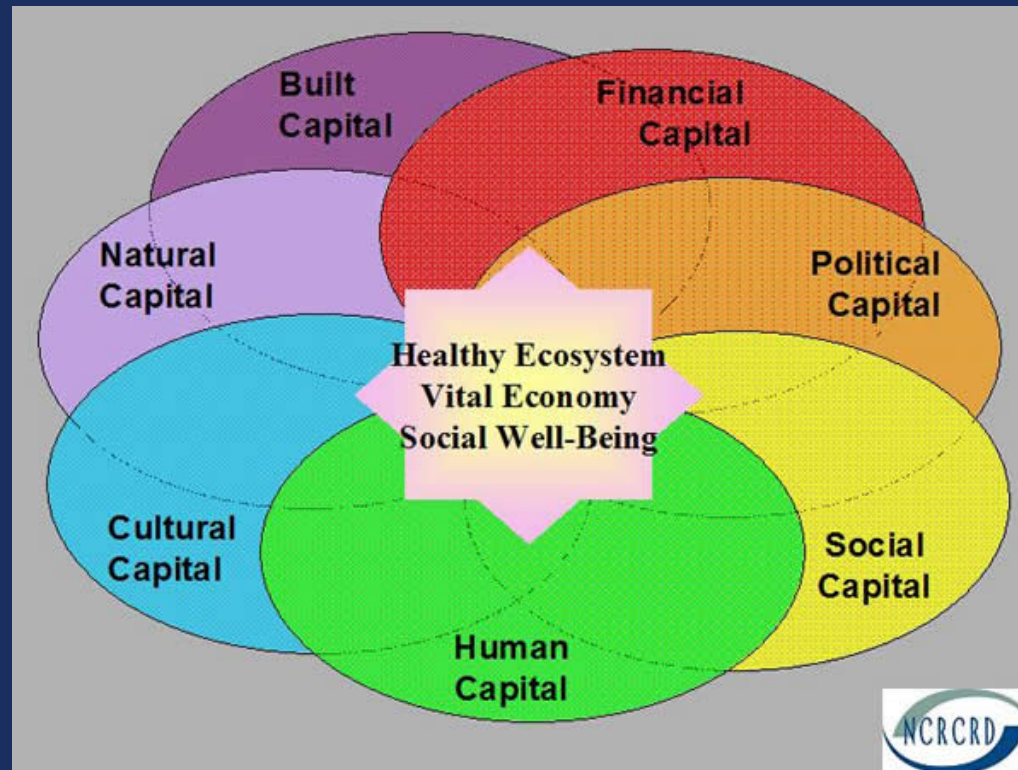 Built
Capital
Financial
Capital
Natural
Capital
Political
Capital
Healthy Ecosystem
Vital Economy
Social Well-Being
Cultural
Capital
Social
Capital
Human
Capital
NCRCRD